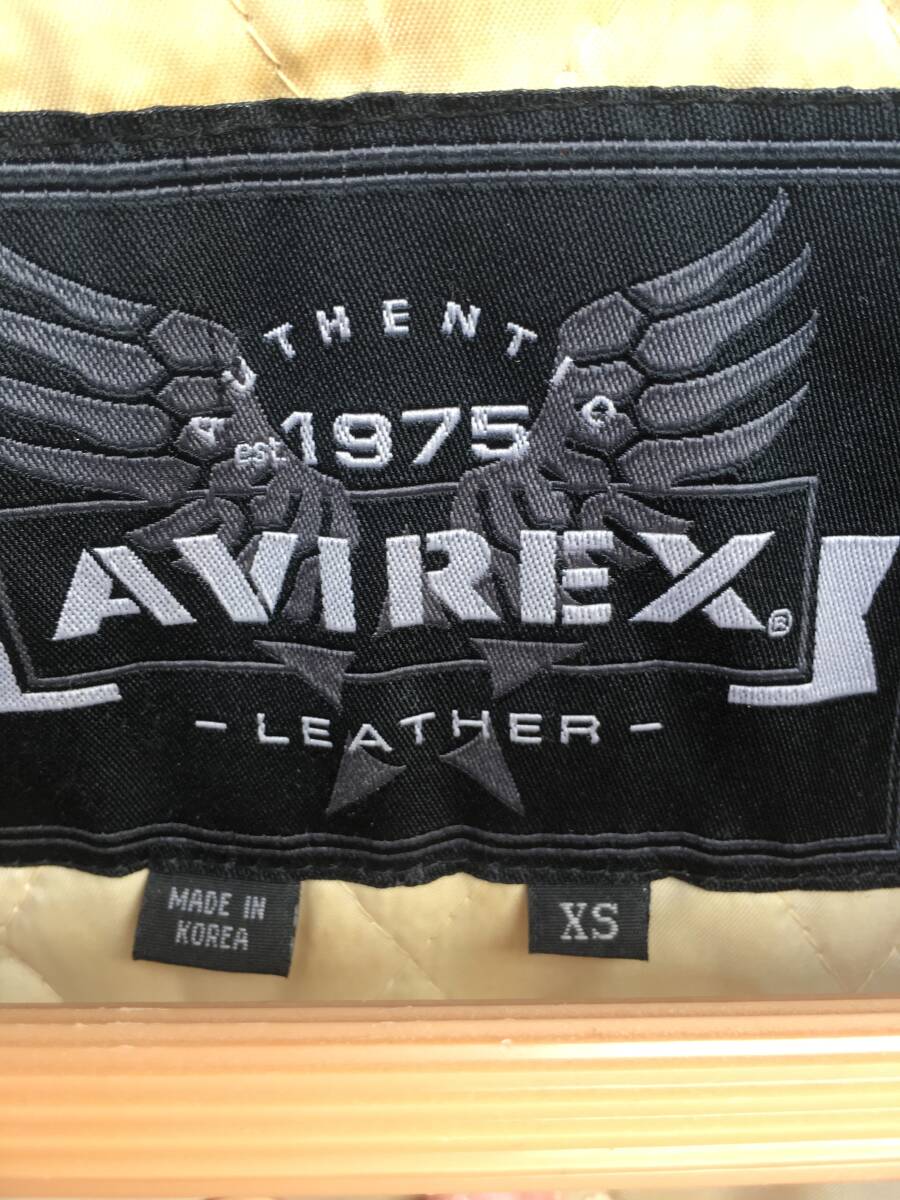 AUTHENTIC
est. 1975
AVIREX®
- LEATHER -
MADE IN
KOREA
XS